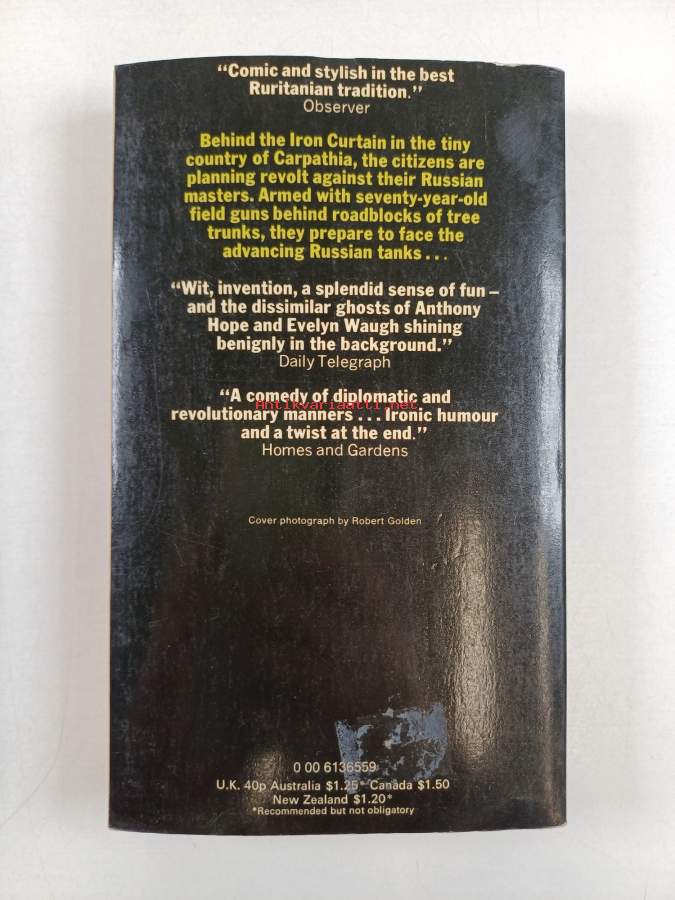 “Comic and stylish in the best
Ruritanian tradition.”
Observer
Behind the Iron Curtain in the tiny
country of Carpathia, the citizens are
planning revolt against their Russian
masters. Armed with seventy-year-old
field guns behind roadblocks of tree
trunks, they prepare to face the
advancing Russian tanks . . .
“Wit, invention, a splendid sense of fun –
and the dissimilar ghosts of Anthony
Hope and Evelyn Waugh shining
benignly in the background.”
Daily Telegraph
“A comedy of diplomatic and
Antikvariaatti.net
revolutionary manners . . . Ironic humour
and a twist at the end.”
Homes and Gardens
Cover photograph by Robert Golden
0 00 6136559
U.K. 40p Australia $1.25* Canada $1.50
New Zealand $1.20*
*Recommended but not obligatory